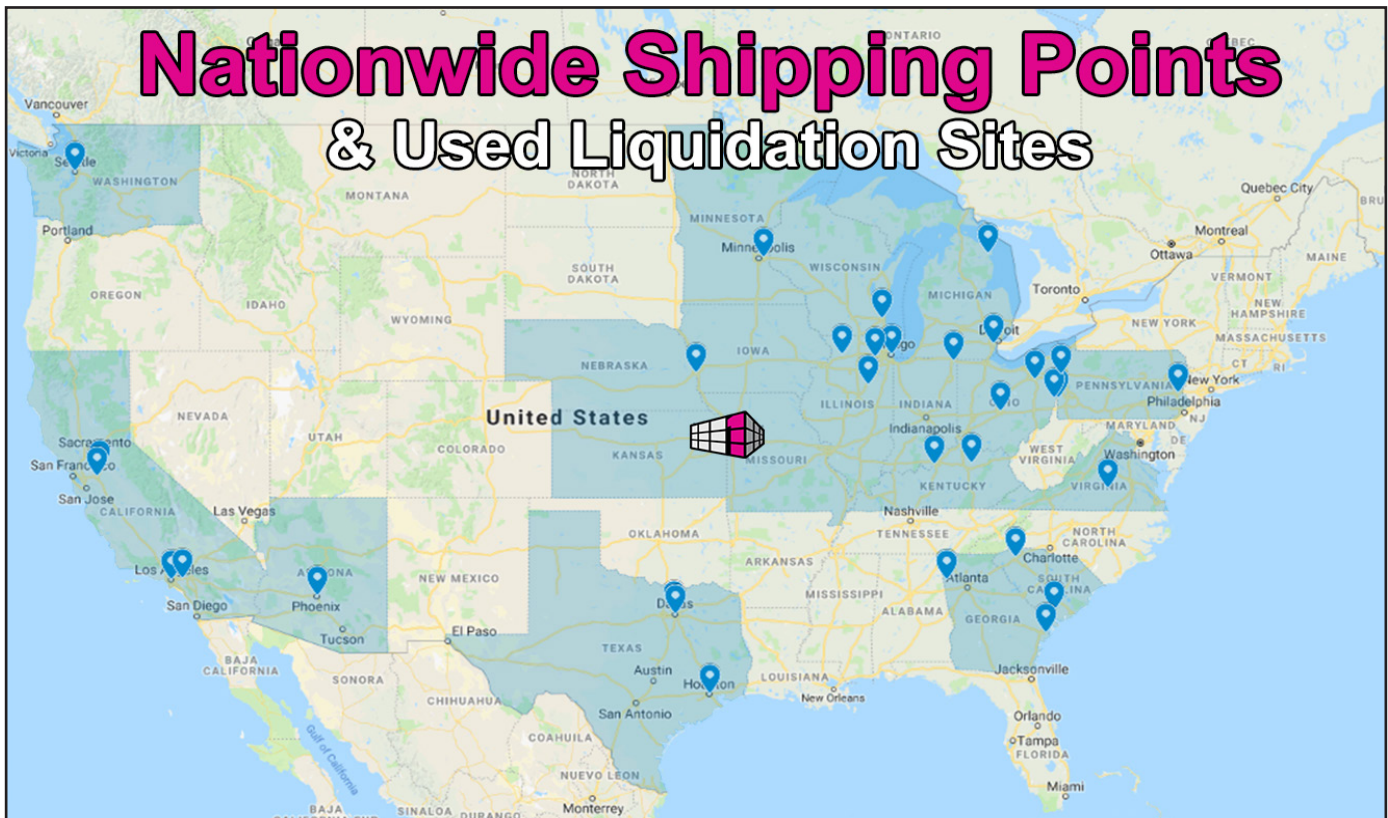 Nationwide Shipping Points
& Used Liquidation Sites
ONTARIO
Vancouver
Victoria
WASHINGTON
NORTH
DAKOTA
MONTANA
Quebec City
MINNESOTA
Portland
Montreal
Ottawa
MAINE
WISCONSIN
SOUTH
DAKOTA
VERMONT
Toronto
OREGON
IDAHO
MICHIGAN
NEW
HAMPSHIRE
WYOMING
NEW YORK
MASSACHUSETTS
IOWA
NEBRASKA
CT
RI
PENNSYLVANIA
New York
ILLINOIS
INDIANA
Philadelphia
NEVADA
United States
NJ
Indianapolis
MARYLAND
UTAH
DE
Sacramento
COLORADO
KANSAS
MISSOURI
WEST
VIRGINIA
Washington
San Francisco
KENTUCKY
VIRGINIA
San Jose
CALIFORNIA
Las Vegas
Nashville
OKLAHOMA
TENNESSEE
NORTH
CAROLINA
ARKANSAS
Charlotte
Los Angeles
ARIZONA
NEW MEXICO
Atlanta
SOUTH
CAROLINA
MISSISSIPPI
San Diego
Phoenix
Dallas
ALABAMA
GEORGIA
El Paso
Tucson
TEXAS
BAJA
CALIFORNIA
Austin
Jacksonville
SONORA
Houston
LOUISIANA
New Orleans
CHIHUAHUA
San Antonio
Orlando
COAHUILA
Tampa
FLORIDA
Gulf of California
NUEVO LEON
Miami
Monterrey
BAJA
SINALOA
DURANGO